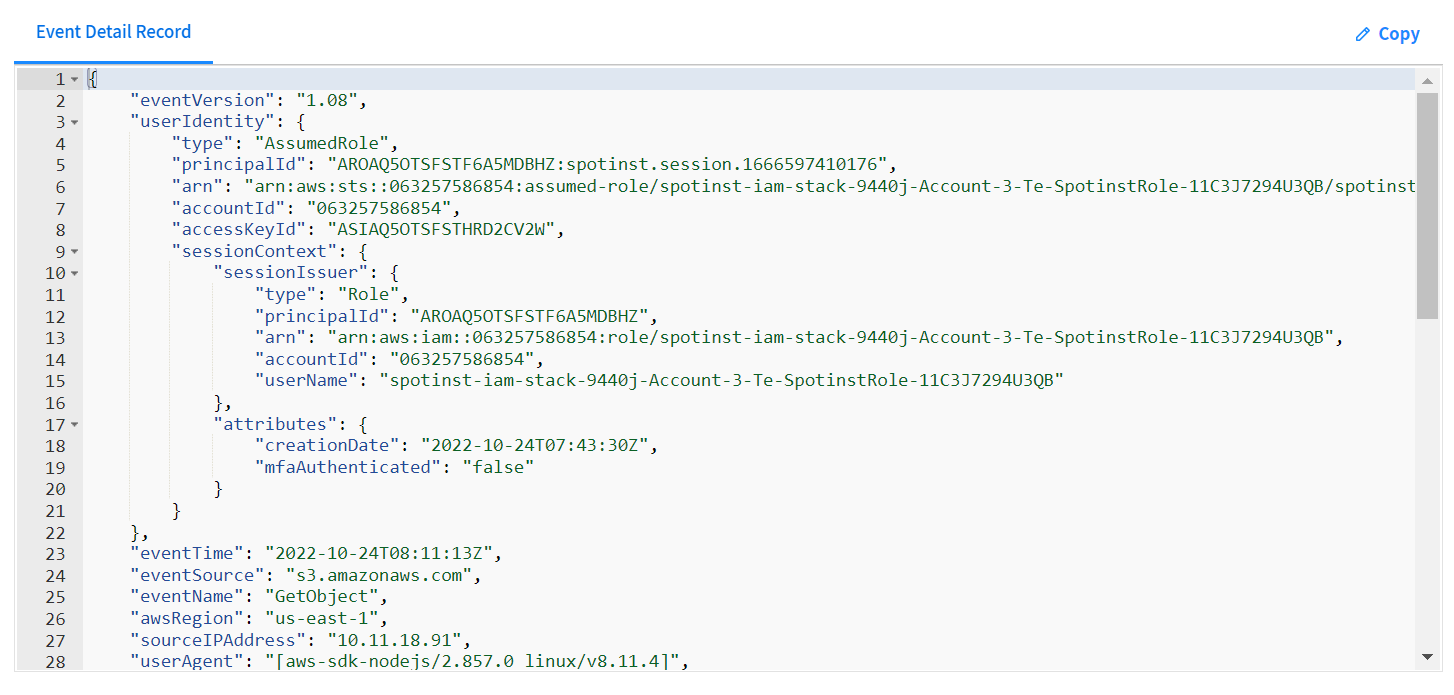 Event Detail Record
Copy
1 {
2 "eventVersion": "1.08",
3 "userIdentity": {
4 "type": "AssumedRole",
5 "principalId": "AROAQ5OTSFSTF6A5MDBHZ:spotinst.session.1666597410176",
6 "arn": "arn:aws:sts::063257586854:assumed-role/spotinst-iam-stack-9440j-Account-3-Te-SpotinstRole-11C3J7294U3QB/spotinst
7 "accountId": "063257586854",
8 "accessKeyId": "ASIAQ5OTSFSTHRD2CV2W",
9 "sessionContext": {
10 "sessionIssuer": {
11 "type": "Role",
12 "principalId": "AROAQ5OTSFSTF6A5MDBHZ",
13 "arn": "arn:aws:iam::063257586854:role/spotinst-iam-stack-9440j-Account-3-Te-SpotinstRole-11C3J7294U3QB",
14 "accountId": "063257586854",
15 "userName": "spotinst-iam-stack-9440j-Account-3-Te-SpotinstRole-11C3J7294U3QB"
16 },
17 "attributes": {
18 "creationDate": "2022-10-24T07:43:30Z",
19 "mfaAuthenticated": "false"
20 }
21 }
22 },
23 "eventTime": "2022-10-24T08:11:13Z",
24 "eventSource": "s3.amazonaws.com",
25 "eventName": "GetObject",
26 "awsRegion": "us-east-1",
27 "sourceIPAddress": "10.11.18.91",
28 "userAgent": "[aws-sdk-nodejs/2.857.0 linux/v8.11.4]",